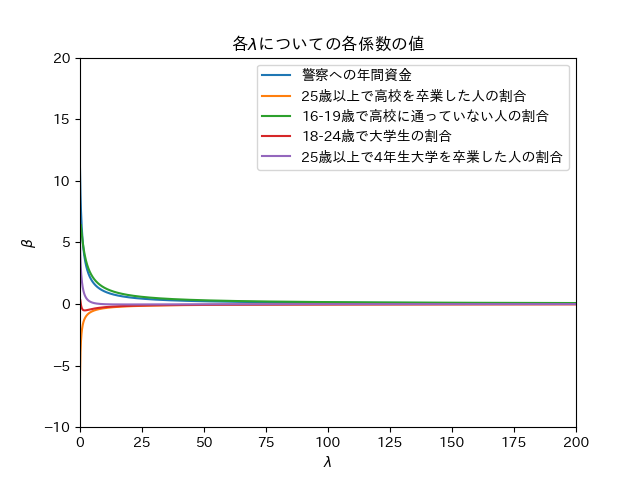 各λについての各係数の値
20
15
10
5
0
−5
−10
β
警察への年間資金
25歳以上で高校を卒業した人の割合
16-19歳で高校に通っていない人の割合
18-24歳で大学生の割合
25歳以上で4年生大学を卒業した人の割合
0 25 50 75 100 125 150 175 200
λ